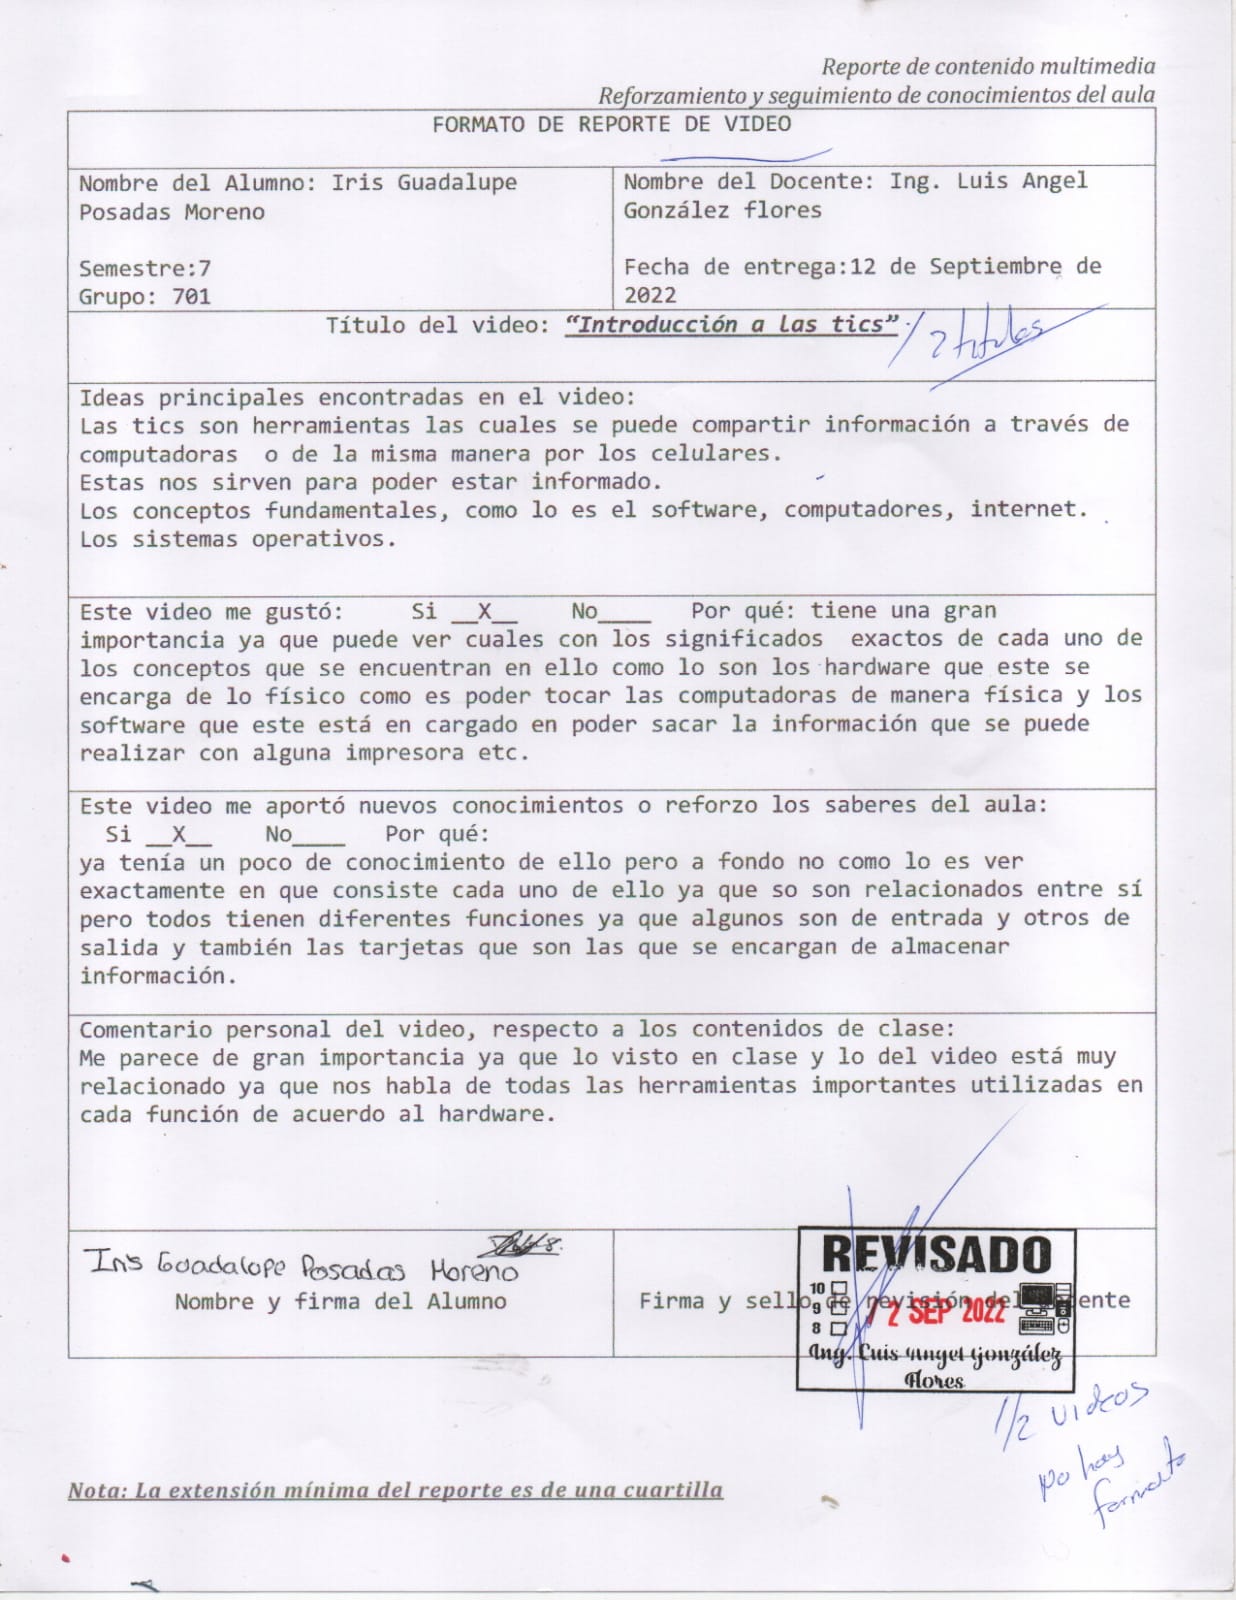 Reporte de contenido multimedia
Reforzamiento y seguimiento de conocimientos del aula
FORMATO DE REPORTE DE VIDEO
Nombre del Alumno: Iris Guadalupe
Posadas Moreno
Semestre:7
Grupo: 701
Nombre del Docente: Ing. Luis Angel
González flores
Fecha de entrega:12 de Septiembre de
2022
Título del video: “Introducción a las tics”.
1/2 titulos
Ideas principales encontradas en el video:
Las tics son herramientas las cuales se puede compartir información a través de
computadoras  o de la misma manera por los celulares.
Estas nos sirven para poder estar informado.
Los conceptos fundamentales, como lo es el software, computadores, internet.
Los sistemas operativos.
Este video me gustó:     Si __X__    No____   Por qué: tiene una gran
importancia ya que puede ver cuales con los significados  exactos de cada uno de
los conceptos que se encuentran en ello como lo son los hardware que este se
encarga de lo físico como es poder tocar las computadoras de manera física y los
software que este está en cargado en poder sacar la información que se puede
realizar con alguna impresora etc.
Este video me aportó nuevos conocimientos o reforzo los saberes del aula:
Si __X__    No____   Por qué:
ya tenía un poco de conocimiento de ello pero a fondo no como lo es ver
exactamente en que consiste cada uno de ello ya que so son relacionados entre sí
pero todos tienen diferentes funciones ya que algunos son de entrada y otros de
salida y también las tarjetas que son las que se encargan de almacenar
información.
Comentario personal del video, respecto a los contenidos de clase:
Me parece de gran importancia ya que lo visto en clase y lo del video está muy
relacionado ya que nos habla de todas las herramientas importantes utilizadas en
cada función de acuerdo al hardware.
Iris Guadalupe Posadas Moreno
Nombre y firma del Alumno
Firma y sello de revisión del docente
REVISADO
10
9
8
12 SEP 2022
Ing. Luis Angel González
Flores
1/2 videos
No hay
formato
Nota: La extensión mínima del reporte es de una cuartilla